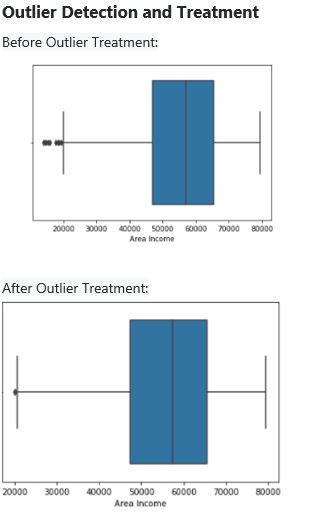 Outlier Detection and Treatment
Before Outlier Treatment:
20000 30000 40000 50000 60000 70000 80000
Area Income
After Outlier Treatment:
20000 30000 40000 50000 60000 70000 80000
Area Income